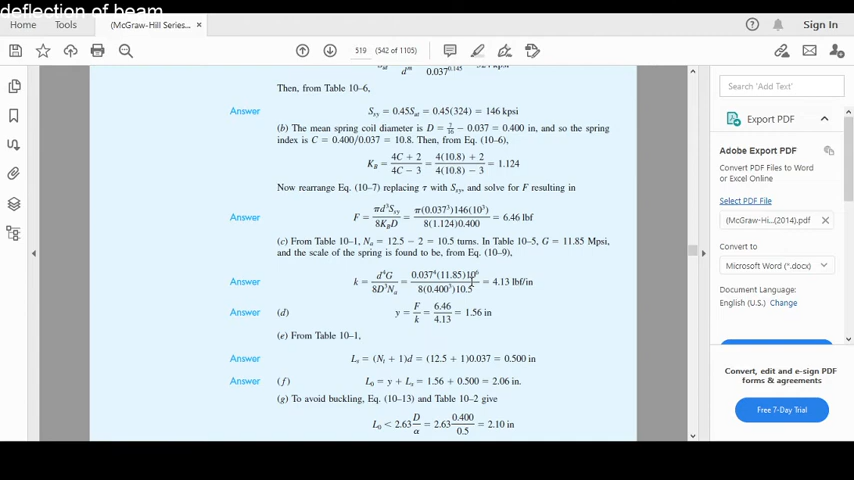 deflection of beam
Home Tools (McGraw-Hill Series... × Sign In
519 (542 of 1105)
d^m 0.037^0.145
Then, from Table 10–6,
Answer S_sy = 0.45S_ut = 0.45(324) = 146 kpsi
(b) The mean spring coil diameter is D = 7/16 − 0.037 = 0.400 in, and so the spring
index is C = 0.400/0.037 = 10.8. Then, from Eq. (10–6),
K_B = (4C + 2)/(4C − 3) = (4(10.8) + 2)/(4(10.8) − 3) = 1.124
Now rearrange Eq. (10–7) replacing τ with S_sy, and solve for F resulting in
Answer F = πd³S_sy/8K_BD = π(0.037³)146(10³)/8(1.124)0.400 = 6.46 lbf
(c) From Table 10–1, N_a = 12.5 − 2 = 10.5 turns. In Table 10–5, G = 11.85 Mpsi,
and the scale of the spring is found to be, from Eq. (10–9),
Answer k = d⁴G/8D³N_a = 0.037⁴(11.85)10⁶/8(0.400³)10.5 = 4.13 lbf/in
Answer (d) y = F/k = 6.46/4.13 = 1.56 in
(e) From Table 10–1,
Answer L_s = (N_t + 1)d = (12.5 + 1)0.037 = 0.500 in
Answer (f) L_0 = y + L_s = 1.56 + 0.500 = 2.06 in.
(g) To avoid buckling, Eq. (10–13) and Table 10–2 give
L_0 < 2.63 D/α = 2.63 0.400/0.5 = 2.10 in
Search 'Add Text'
Export PDF
Adobe Export PDF
Convert PDF Files to Word
or Excel Online
Select PDF File
(McGraw-Hi...(2014).pdf ×
Convert to
Microsoft Word (*.docx)
Document Language:
English (U.S.) Change
Convert, edit and e-sign PDF
forms & agreements
Free 7-Day Trial